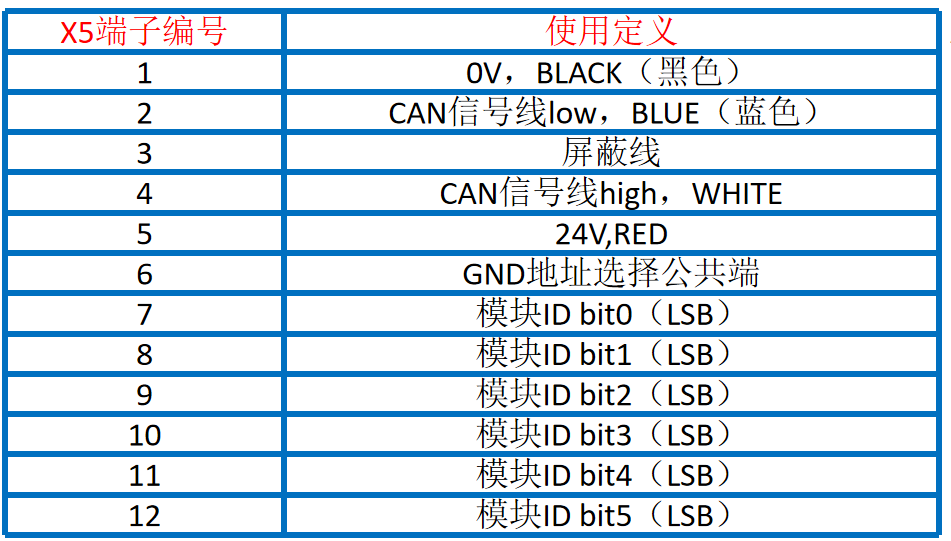 X5端子编号 使用定义
1 0V，BLACK（黑色）
2 CAN信号线low，BLUE（蓝色）
3 屏蔽线
4 CAN信号线high，WHITE
5 24V,RED
6 GND地址选择公共端
7 模块ID bit0（LSB）
8 模块ID bit1（LSB）
9 模块ID bit2（LSB）
10 模块ID bit3（LSB）
11 模块ID bit4（LSB）
12 模块ID bit5（LSB）